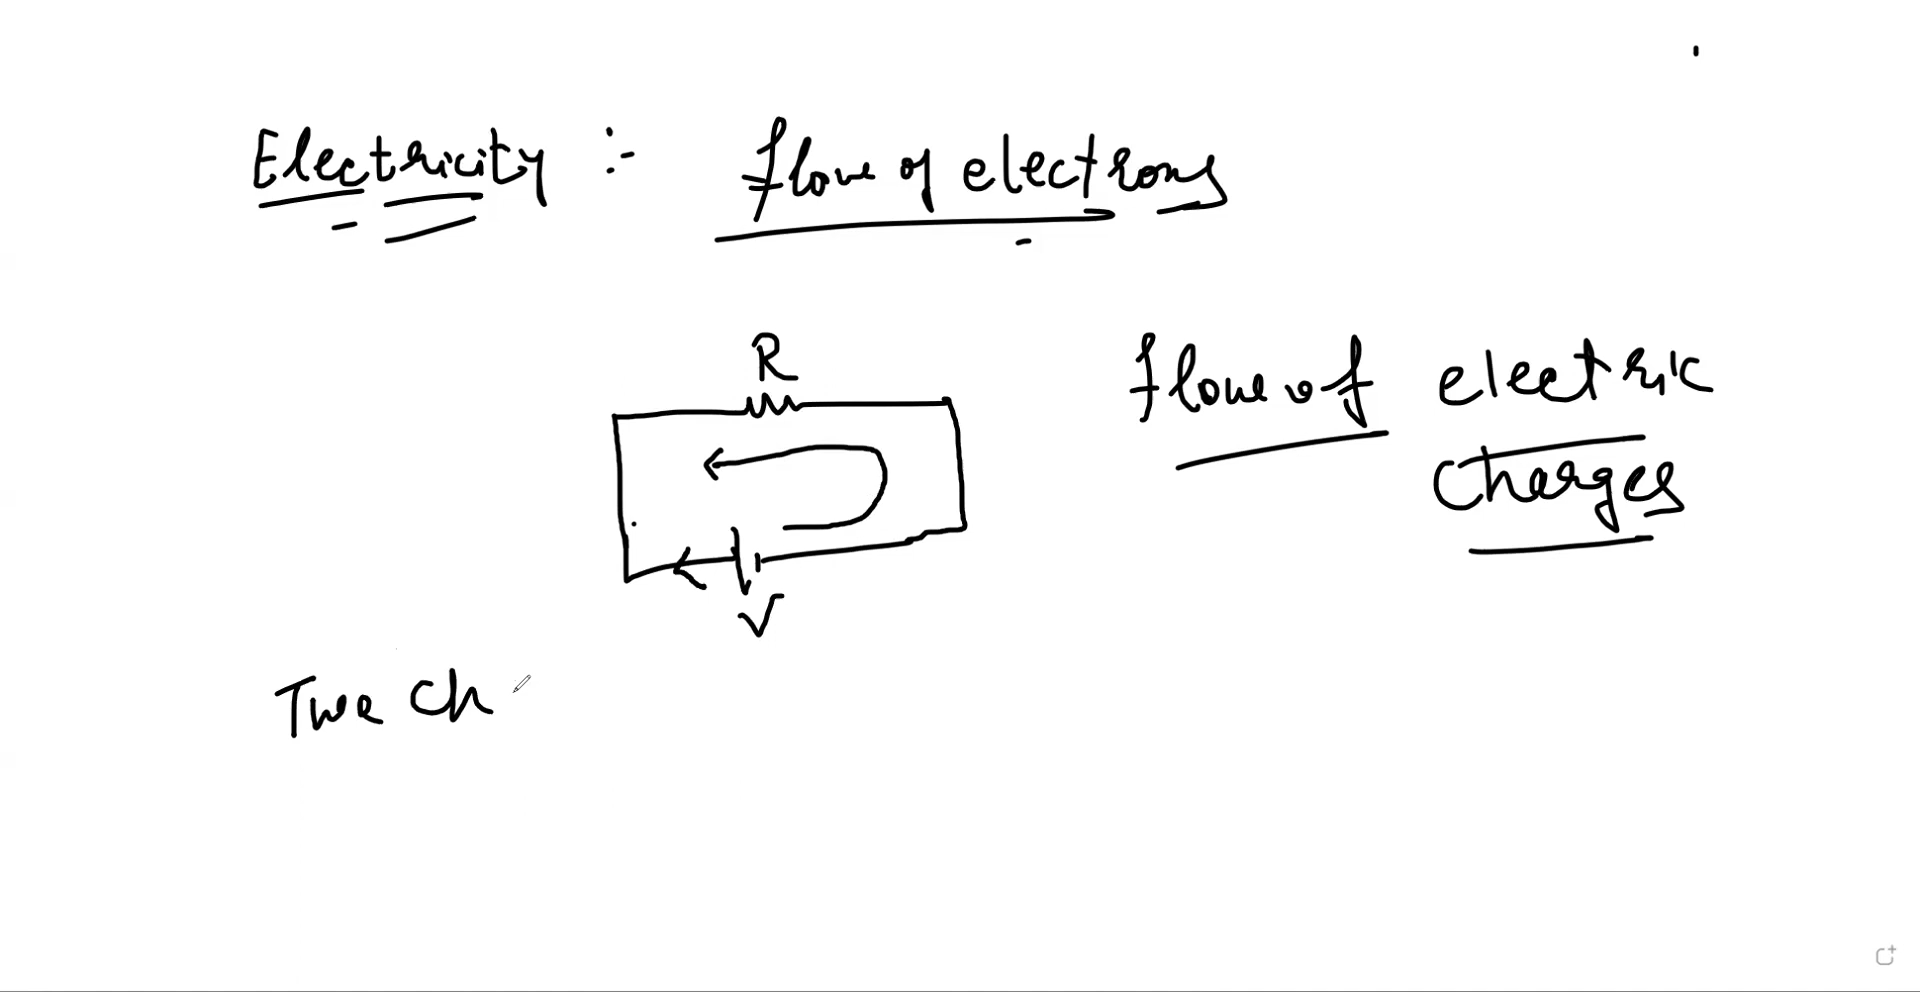 Electricity :- flow of electrons
R
flow of electric
charges
V
Two Ch